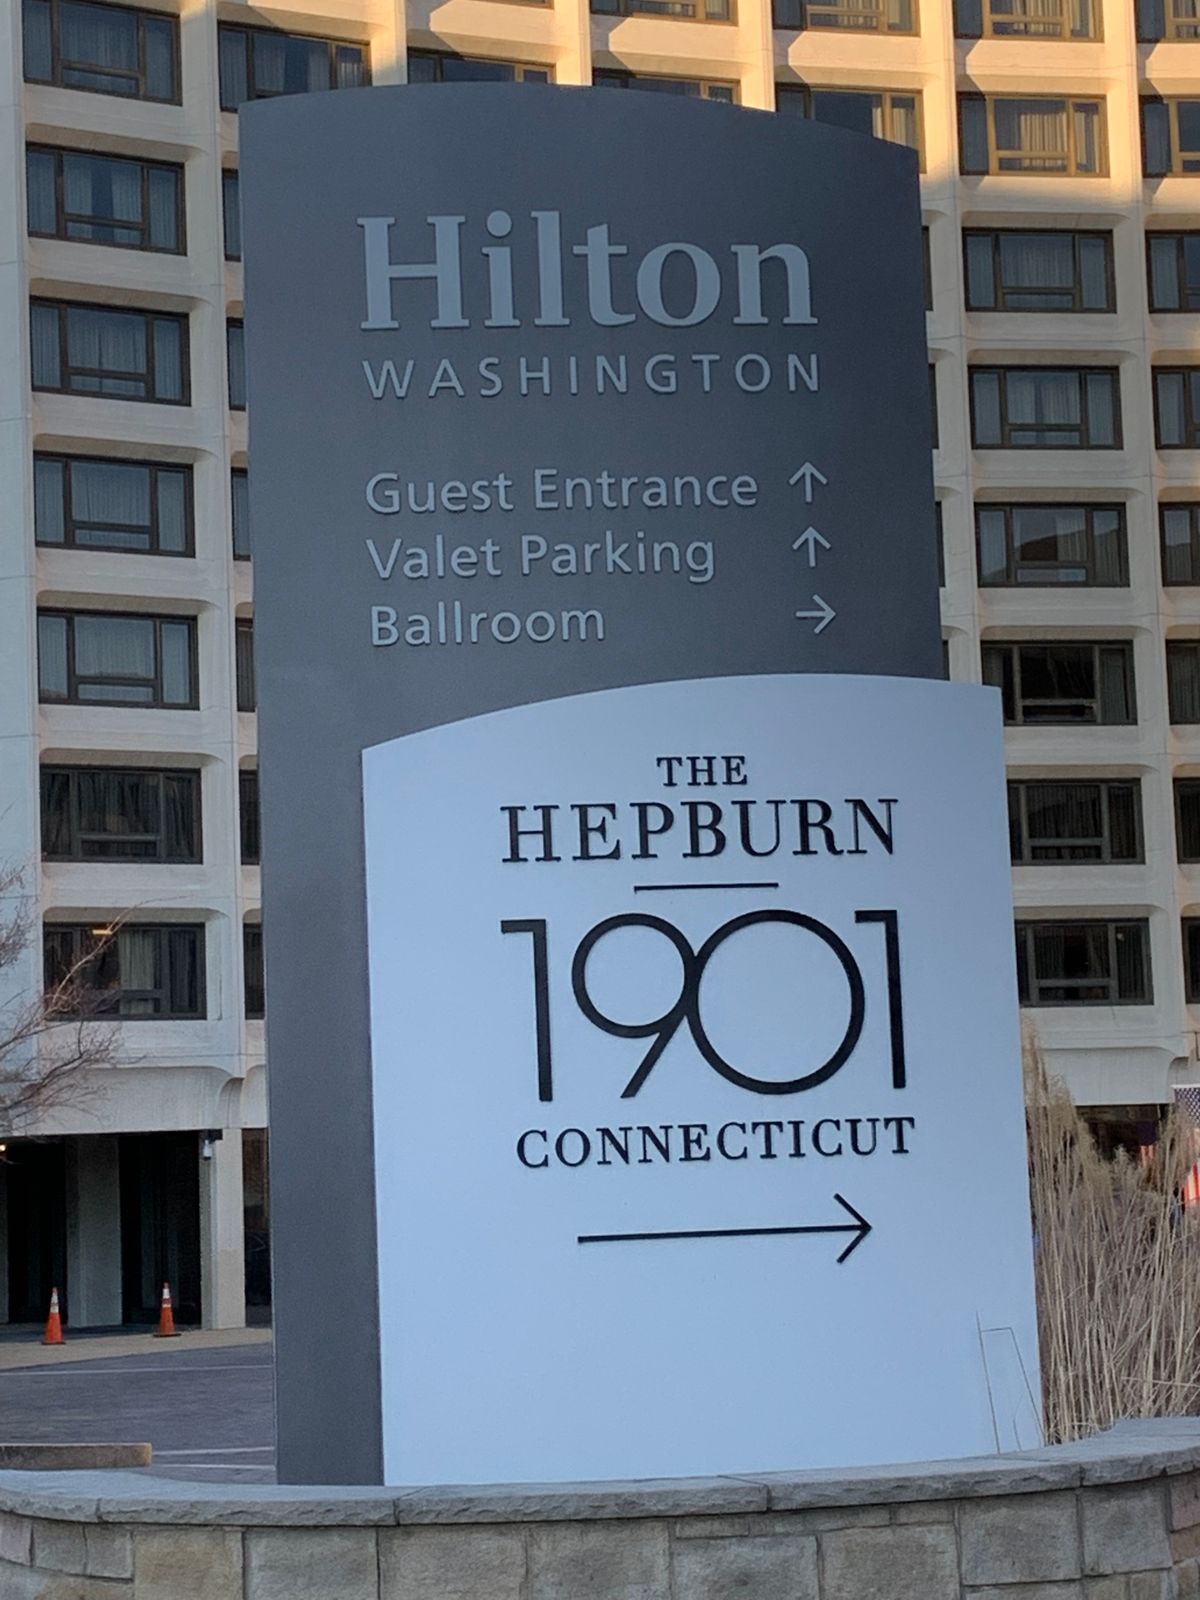 Hilton
WASHINGTON
Guest Entrance ↑
Valet Parking ↑
Ballroom →
THE
HEPBURN
1901
CONNECTICUT
→